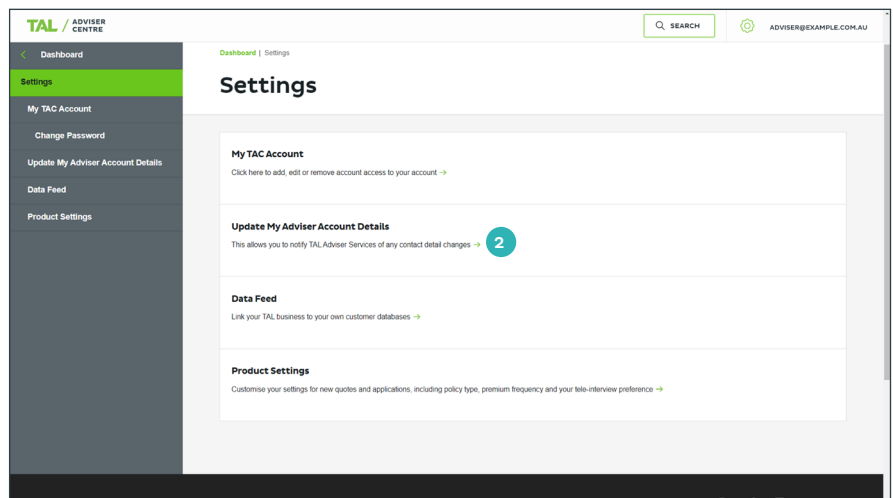 TAL / ADVISER CENTRE
SEARCH
ADVISER@EXAMPLE.COM.AU
Dashboard
Settings
My TAC Account
Change Password
Update My Adviser Account Details
Data Feed
Product Settings
Dashboard | Settings
Settings
My TAC Account
Click here to add, edit or remove account access to your account →
Update My Adviser Account Details
This allows you to notify TAL Adviser Services of any contact detail changes → 2
Data Feed
Link your TAL business to your own customer databases →
Product Settings
Customise your settings for new quotes and applications, including policy type, premium frequency and your tele-interview preference →